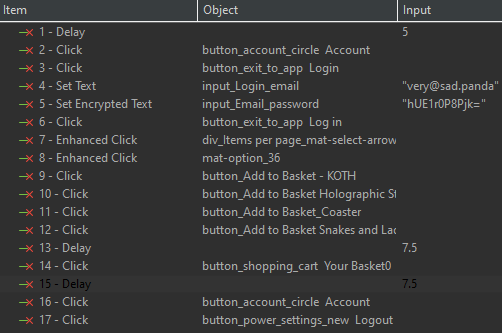 Item Object Input
1 - Delay 5
2 - Click button_account_circle Account
3 - Click button_exit_to_app Login
4 - Set Text input_Login_email "very@sad.panda"
5 - Set Encrypted Text input_Email_password "hUE1r0P8Pjk="
6 - Click button_exit_to_app Log in
7 - Enhanced Click div_Items per page_mat-select-arrow
8 - Enhanced Click mat-option_36
9 - Click button_Add to Basket - KOTH
10 - Click button_Add to Basket Holographic St
11 - Click button_Add to Basket_Coaster
12 - Click button_Add to Basket Snakes and Lad
13 - Delay 7.5
14 - Click button_shopping_cart Your Basket0
15 - Delay 7.5
16 - Click button_account_circle Account
17 - Click button_power_settings_new Logout